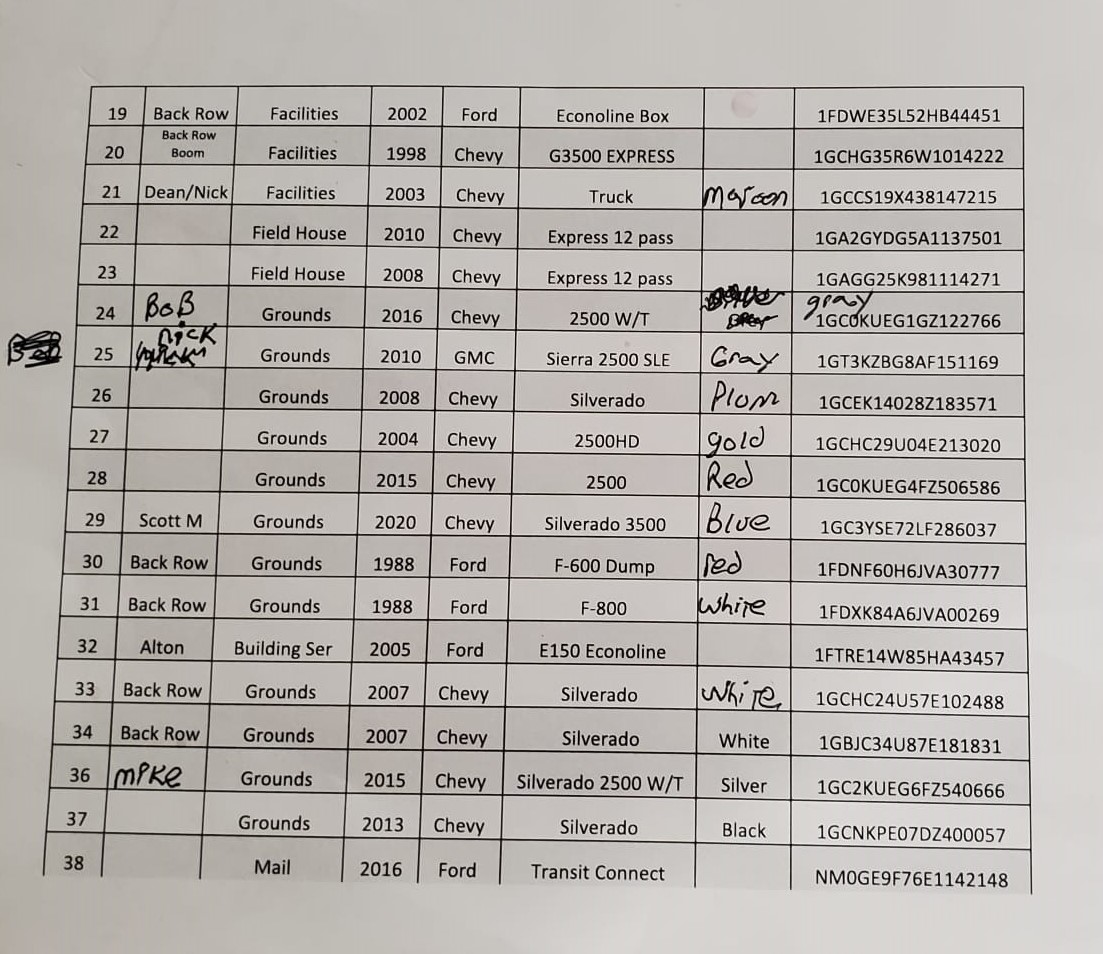 19 Back Row Facilities 2002 Ford Econoline Box 1FDWE35L52HB44451
20 Back Row Boom Facilities 1998 Chevy G3500 EXPRESS 1GCHG35R6W1014222
21 Dean/Nick Facilities 2003 Chevy Truck Maroon 1GCCS19X438147215
22 Field House 2010 Chevy Express 12 pass 1GA2GYDG5A1137501
23 Field House 2008 Chevy Express 12 pass 1GAGG25K981114271
24 BoB Grounds 2016 Chevy 2500 W/T gray 1GC0KUEG1GZ122766
25 nick Grounds 2010 GMC Sierra 2500 SLE Gray 1GT3KZBG8AF151169
26 Grounds 2008 Chevy Silverado Plum 1GCEK14028Z183571
27 Grounds 2004 Chevy 2500HD gold 1GCHC29U04E213020
28 Grounds 2015 Chevy 2500 Red 1GC0KUEG4FZ506586
29 Scott M Grounds 2020 Chevy Silverado 3500 Blue 1GC3YSE72LF286037
30 Back Row Grounds 1988 Ford F-600 Dump red 1FDNF60H6JVA30777
31 Back Row Grounds 1988 Ford F-800 White 1FDXK84A6JVA00269
32 Alton Building Ser 2005 Ford E150 Econoline 1FTRE14W85HA43457
33 Back Row Grounds 2007 Chevy Silverado White 1GCHC24U57E102488
34 Back Row Grounds 2007 Chevy Silverado White 1GBJC34U87E181831
36 mike Grounds 2015 Chevy Silverado 2500 W/T Silver 1GC2KUEG6FZ540666
37 Grounds 2013 Chevy Silverado Black 1GCNKPE07DZ400057
38 Mail 2016 Ford Transit Connect NM0GE9F76E1142148